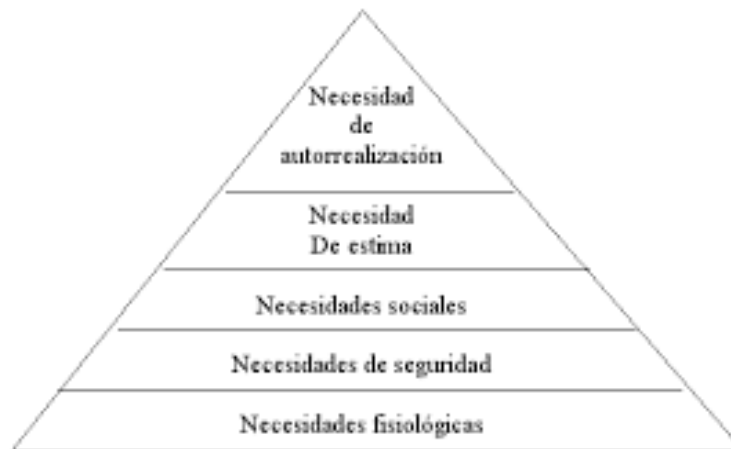 Necesidad
de
autorrealización
Necesidad
De estima
Necesidades sociales
Necesidades de seguridad
Necesidades fisiológicas